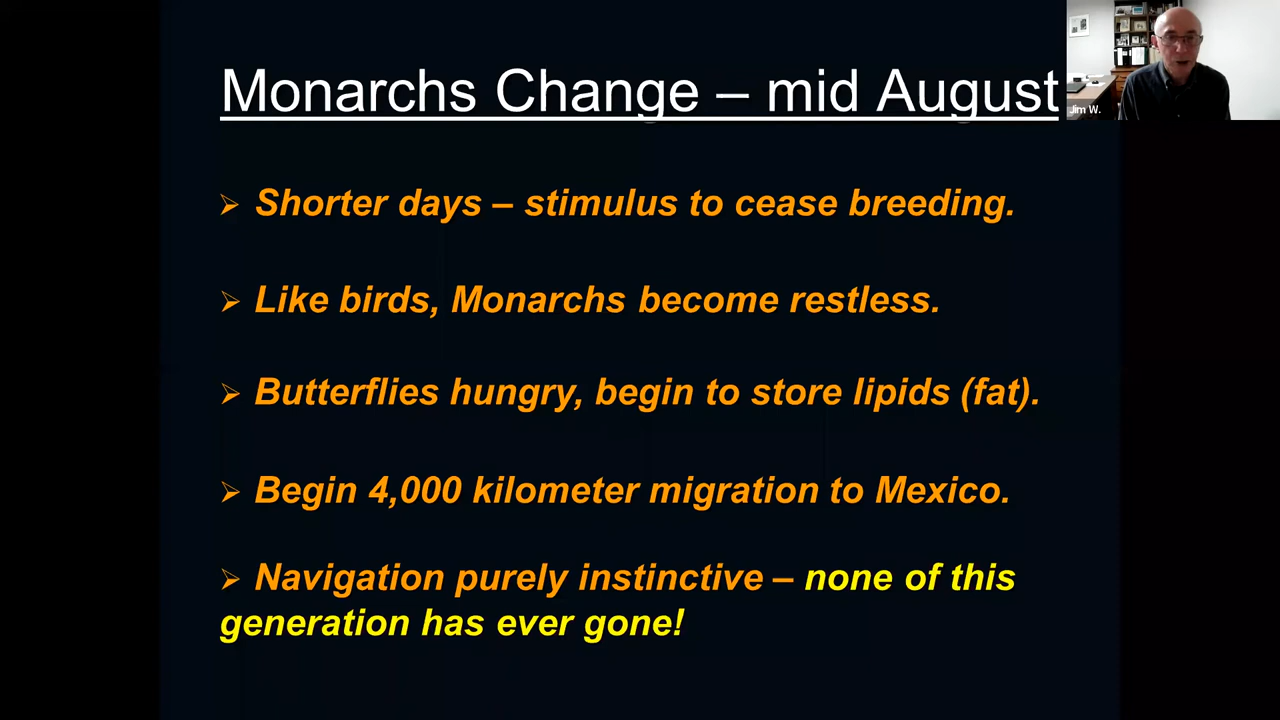 Monarchs Change – mid August
Jim W.
➢ Shorter days – stimulus to cease breeding.
➢ Like birds, Monarchs become restless.
➢ Butterflies hungry, begin to store lipids (fat).
➢ Begin 4,000 kilometer migration to Mexico.
➢ Navigation purely instinctive – none of this
generation has ever gone!